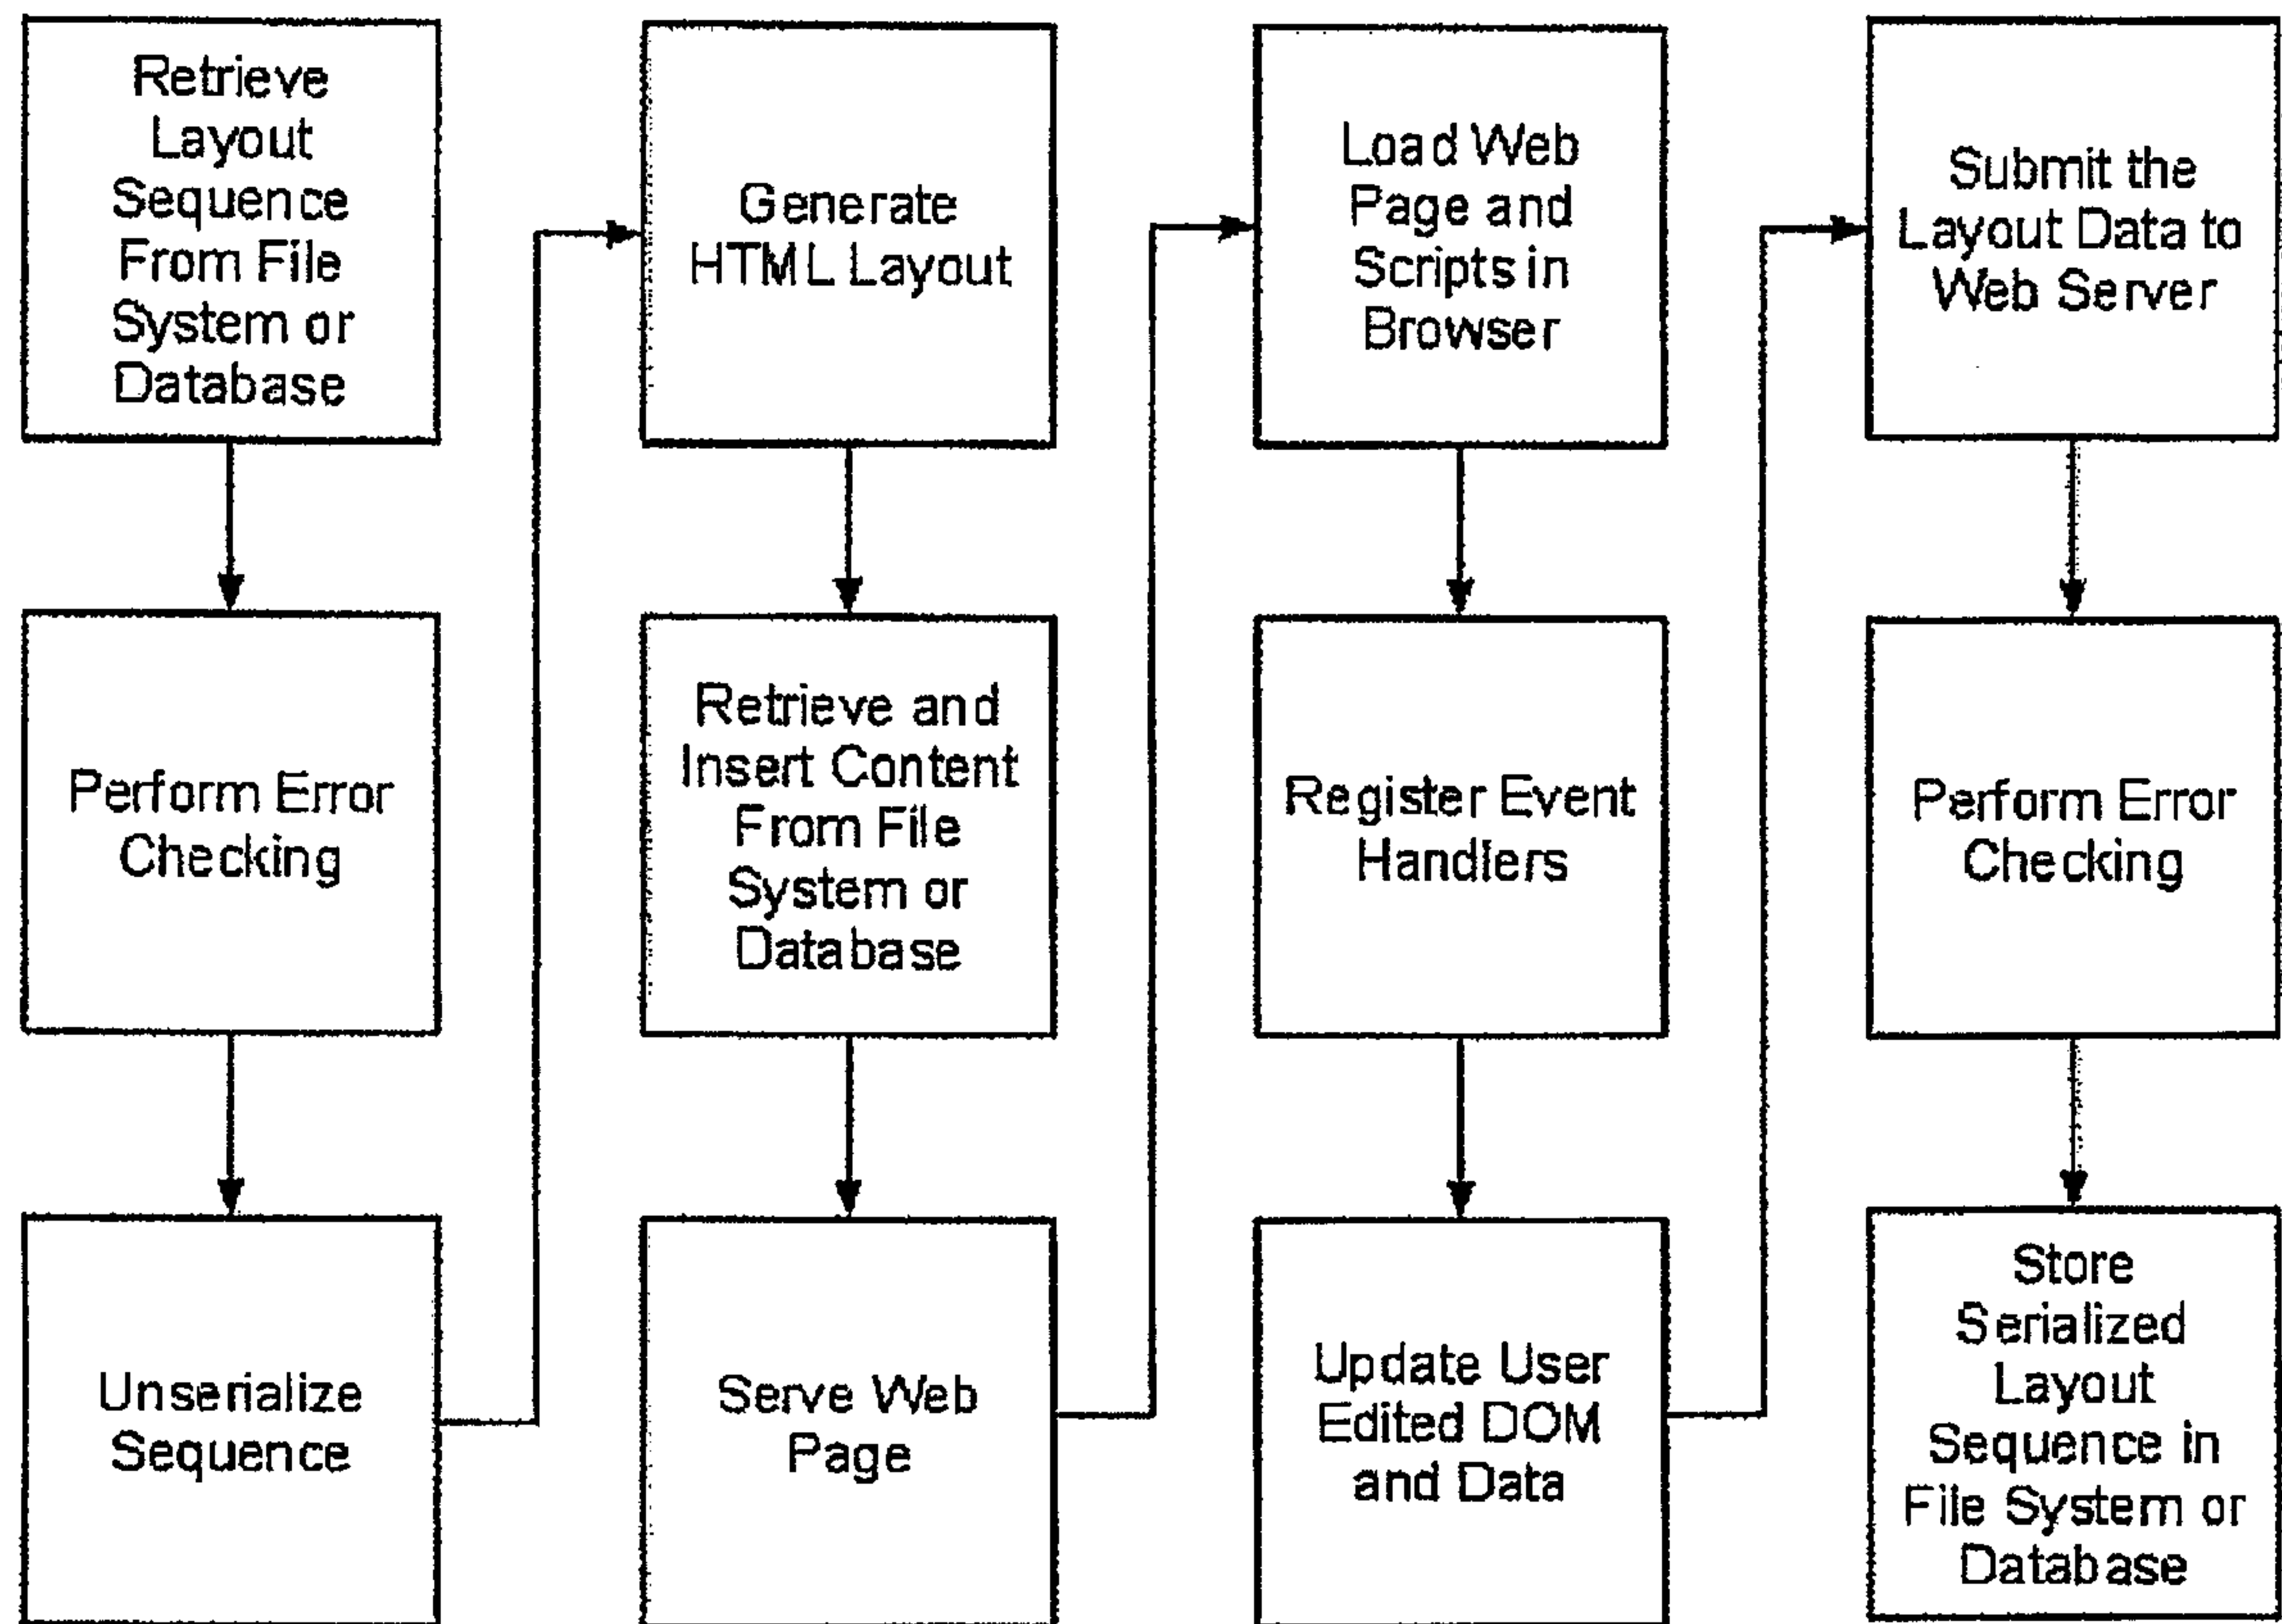 Retrieve
Layout
Sequence
From File
System or
Database
Perform Error
Checking
Unserialize
Sequence
Generate
HTML Layout
Retrieve and
Insert Content
From File
System or
Database
Serve Web
Page
Load Web
Page and
Scripts in
Browser
Register Event
Handlers
Update User
Edited DOM
and Data
Submit the
Layout Data to
Web Server
Perform Error
Checking
Store
Serialized
Layout
Sequence in
File System or
Database